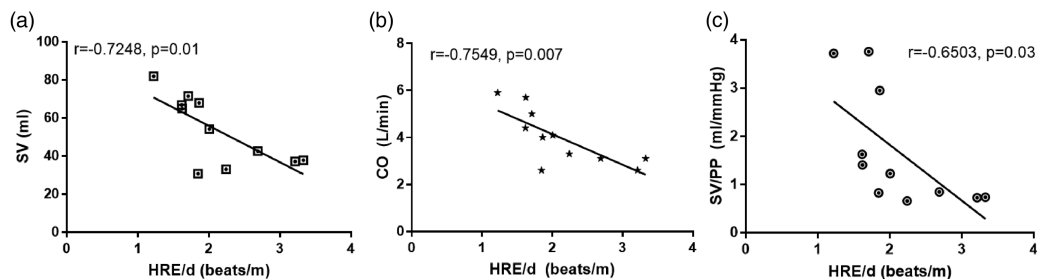 (a)
r=-0.7248, p=0.01
100
80
60
40
20
0
SV (ml)
0 1 2 3 4
HRE/d (beats/m)
(b)
r=-0.7549, p=0.007
8
6
4
2
0
CO (L/min)
0 1 2 3 4
HRE/d (beats/m)
(c)
r=-0.6503, p=0.03
4
3
2
1
0
SV/PP (ml/mmHg)
0 1 2 3 4
HRE/d (beats/m)